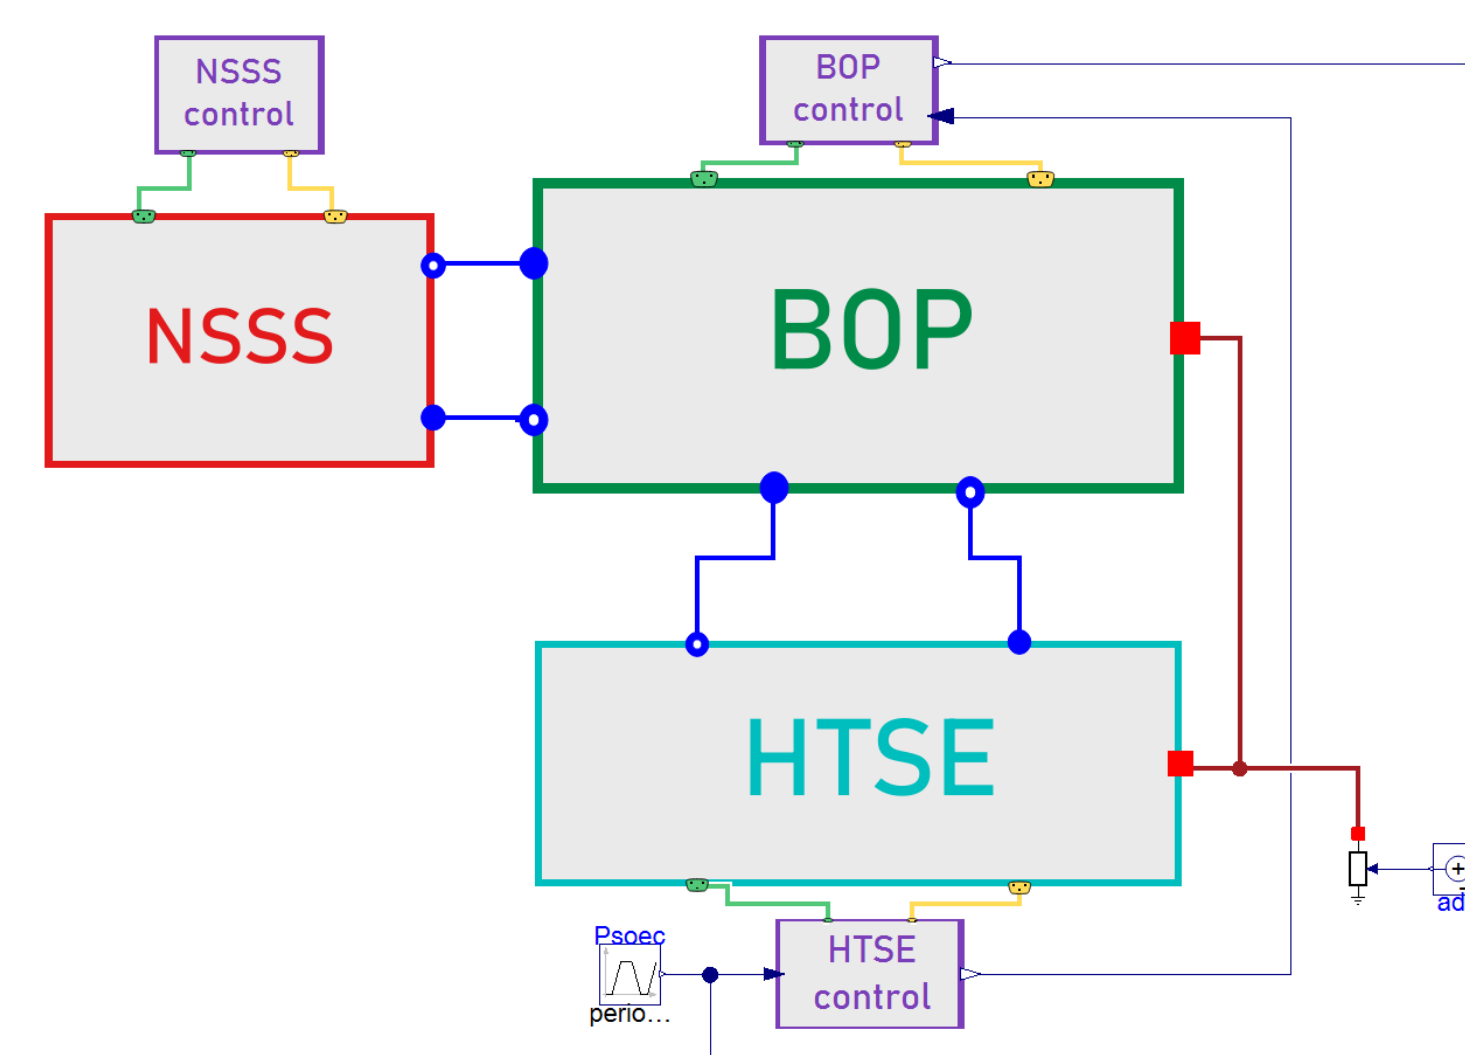 NSSS
control
BOP
control
NSSS
BOP
HTSE
Psoec
perio...
HTSE
control
ad